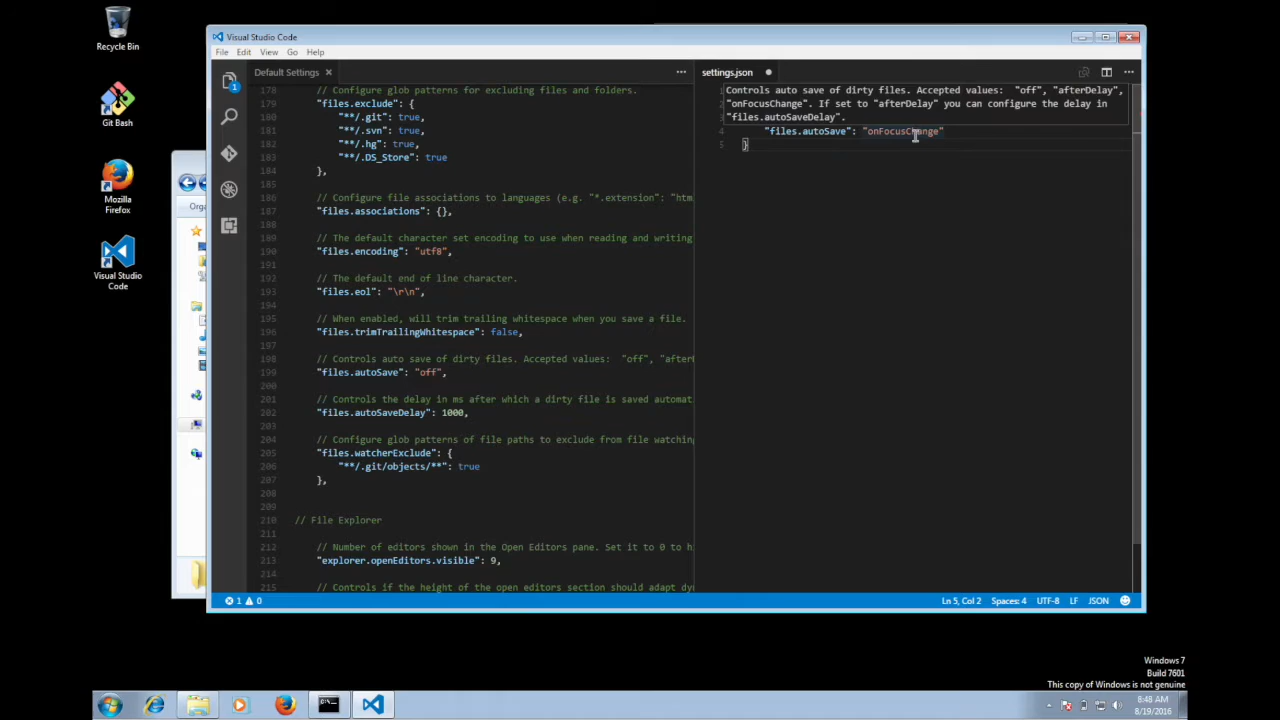 Recycle Bin
Git Bash
Mozilla
Firefox
Visual Studio
Code
Visual Studio Code
File Edit View Go Help
Default Settings
178 // Configure glob patterns for excluding files and folders.
179 "files.exclude": {
180 "**/.git": true,
181 "**/.svn": true,
182 "**/.hg": true,
183 "**/.DS_Store": true
184 },
185
186 // Configure file associations to languages (e.g. "*.extension": "htm
187 "files.associations": {},
188
189 // The default character set encoding to use when reading and writing
190 "files.encoding": "utf8",
191
192 // The default end of line character.
193 "files.eol": "\r\n",
194
195 // When enabled, will trim trailing whitespace when you save a file.
196 "files.trimTrailingWhitespace": false,
197
198 // Controls auto save of dirty files. Accepted values:  "off", "after
199 "files.autoSave": "off",
200
201 // Controls the delay in ms after which a dirty file is saved automat
202 "files.autoSaveDelay": 1000,
203
204 // Configure glob patterns of file paths to exclude from file watching
205 "files.watcherExclude": {
206 "**/.git/objects/**": true
207 },
208
209
210 // File Explorer
211
212 // Number of editors shown in the Open Editors pane. Set it to 0 to hi
213 "explorer.openEditors.visible": 9,
214
215 // Controls if the height of the open editors section should adapt dy
settings.json
Controls auto save of dirty files. Accepted values:  "off", "afterDelay",
"onFocusChange". If set to "afterDelay" you can configure the delay in
"files.autoSaveDelay".
4 "files.autoSave": "onFocusChange"
5 }
1
Orga
1 0
Ln 5, Col 2 Spaces: 4 UTF-8 LF JSON
Windows 7
Build 7601
This copy of Windows is not genuine
8:48 AM
8/19/2016